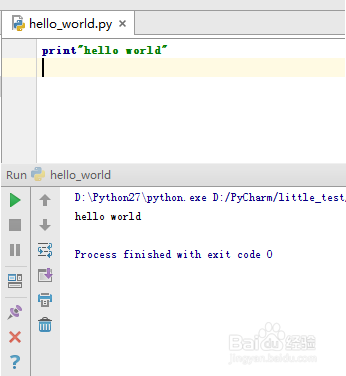 hello_world.py
print"hello world"
Run hello_world
D:\Python27\python.exe D:/PyCharm/little_test/
hello world
Process finished with exit code 0
Baidu 经验
jingyan.baidu.com